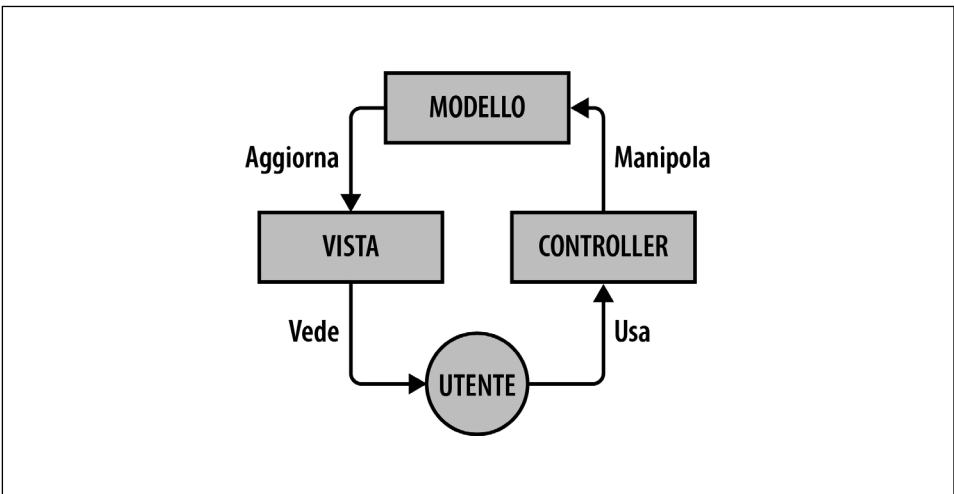 MODELLO
Aggiorna
Manipola
VISTA
CONTROLLER
Vede
Usa
UTENTE